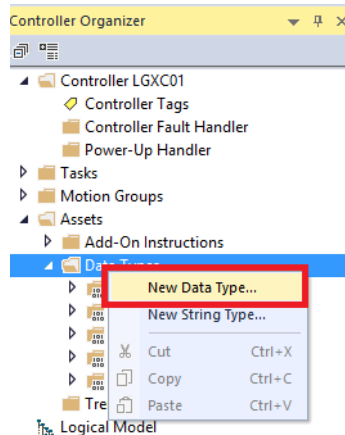 Controller Organizer
Controller LGXC01
Controller Tags
Controller Fault Handler
Power-Up Handler
Tasks
Motion Groups
Assets
Add-On Instructions
New Data Type...
New String Type...
Cut Ctrl+X
Copy Ctrl+C
Tre
Paste Ctrl+V
Logical Model